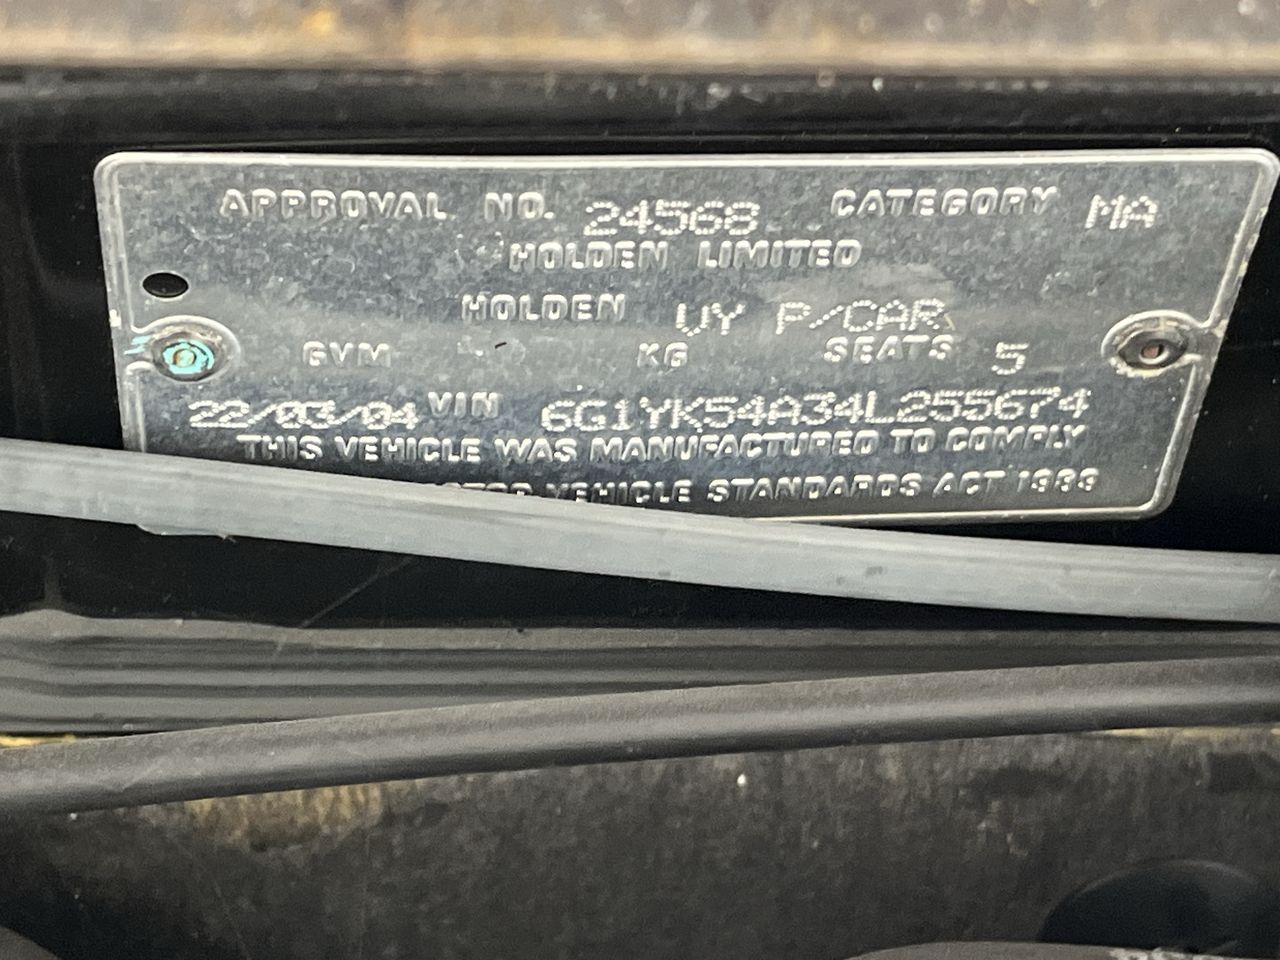 APPROVAL NO. 24568 CATEGORY MA
HOLDEN LIMITED
HOLDEN VY P/CAR
GVM KG SEATS 5
22/03/04 VIN 6G1YK54A34L255674
THIS VEHICLE WAS MANUFACTURED TO COMPLY
VEHICLE STANDARDS ACT 1989